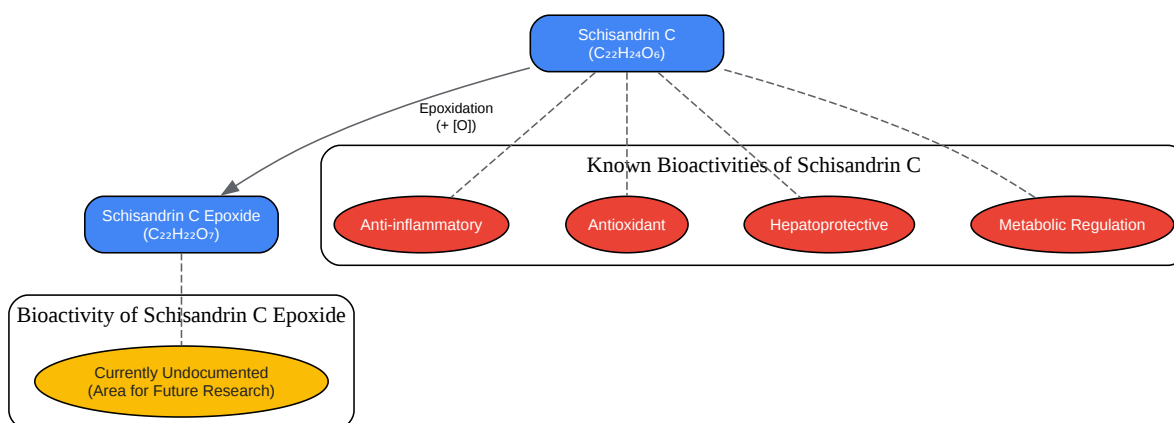 Schisandrin C
(C₂₂H₂₄O₆)
Epoxidation
(+ [O])
Known Bioactivities of Schisandrin C
Schisandrin C Epoxide
(C₂₂H₂₂O₇)
Anti-inflammatory
Antioxidant
Hepatoprotective
Metabolic Regulation
Bioactivity of Schisandrin C Epoxide
Currently Undocumented
(Area for Future Research)